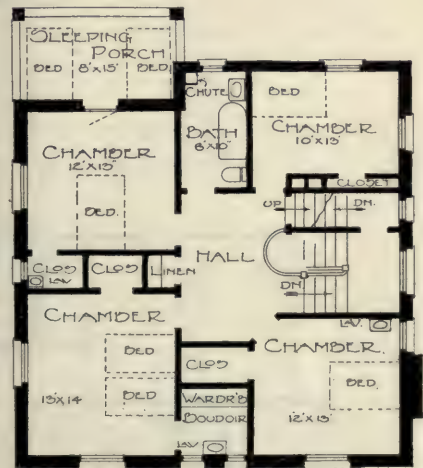 SLEEPING
PORCH
BED
8'X15'
BED
CHUTE
BED
BATH
8'X10'
CHAMBER
10'X13'
CHAMBER
12'X13'
BED.
CLOSET
UP
DN.
HALL
CLOS
LAV
CLOS
LINEN
DN.
CHAMBER
LAV.
BED
CHAMBER.
CLOS
BED
BED
13'X14
WARDR'B
BOUDOIR
12'X13'
LAV